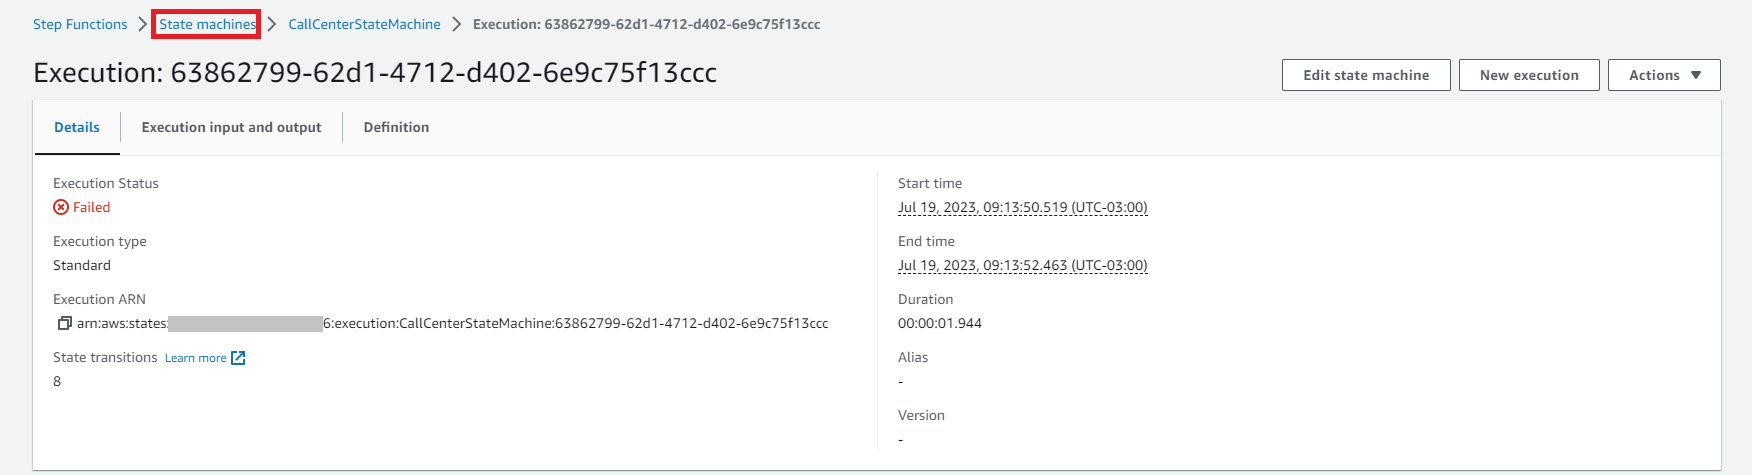 Step Functions > State machines > CallCenterStateMachine > Execution: 63862799-62d1-4712-d402-6e9c75f13ccc
Execution: 63862799-62d1-4712-d402-6e9c75f13ccc
Edit state machine
New execution
Actions ▼
Details
Execution input and output
Definition
Execution Status
Failed
Execution type
Standard
Execution ARN
arn:aws:states: 6:execution:CallCenterStateMachine:63862799-62d1-4712-d402-6e9c75f13ccc
State transitions Learn more
8
Start time
Jul 19, 2023, 09:13:50.519 (UTC-03:00)
End time
Jul 19, 2023, 09:13:52.463 (UTC-03:00)
Duration
00:00:01.944
Alias
-
Version
-